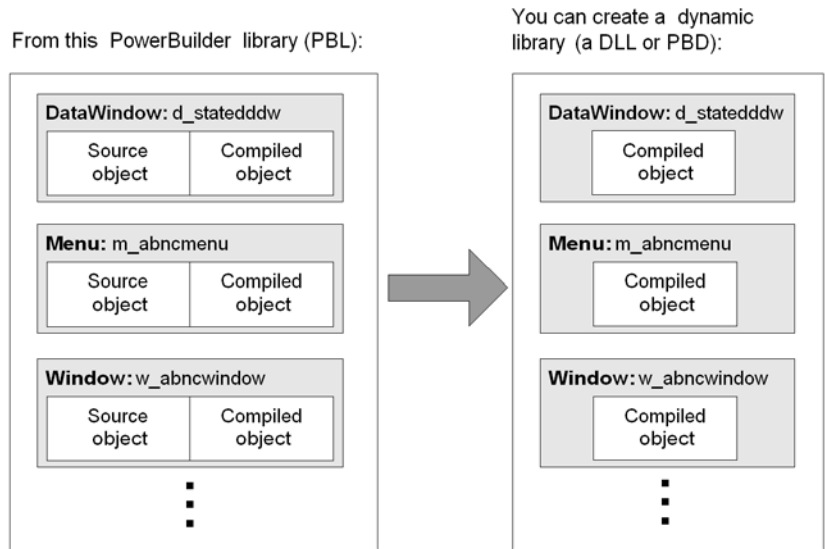 From this PowerBuilder library (PBL):
DataWindow: d_statedddw
Source object
Compiled object
Menu: m_abncmenu
Source object
Compiled object
Window: w_abncwindow
Source object
Compiled object
You can create a dynamic
library (a DLL or PBD):
DataWindow: d_statedddw
Compiled
object
Menu: m_abncmenu
Compiled
object
Window: w_abncwindow
Compiled
object